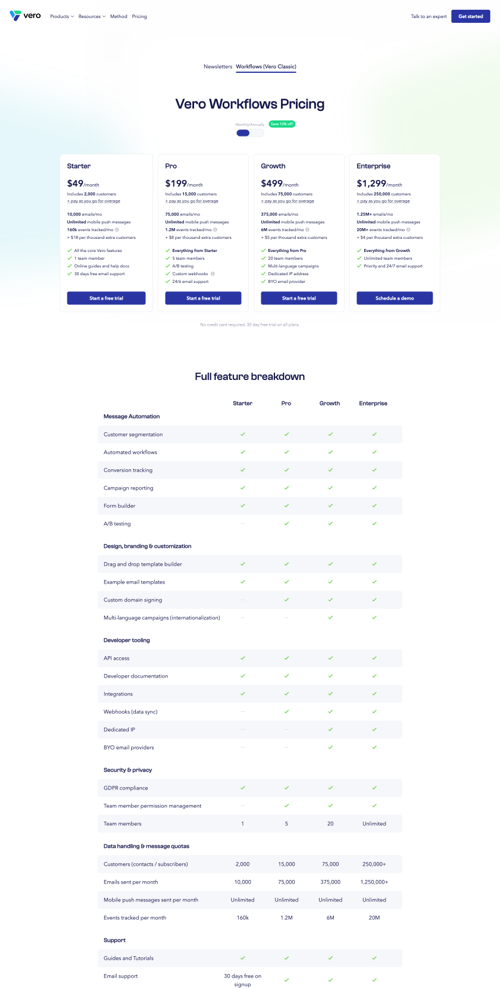 vero
Products Resources Method Pricing
Talk to an expert Get started
Newsletters Workflows (Vero Classic)
Vero Workflows Pricing
Save 15% off
Starter
$49/month
Includes 2,000 customers
+ pay as you go for overage
10,000 emails/mo
Unlimited mobile push messages
160k events tracked/mo
+ $18 per thousand extra customers
All the core Vero features
1 team member
Online guides and help docs
30 days free email support
Start a free trial
Pro
$199/month
Includes 15,000 customers
+ pay as you go for overage
75,000 emails/mo
Unlimited mobile push messages
1.2M events tracked/mo
+ $8 per thousand extra customers
Everything from Starter
5 team members
A/B testing
Custom webhooks
24/6 email support
Start a free trial
Growth
$499/month
Includes 75,000 customers
+ pay as you go for overage
375,000 emails/mo
Unlimited mobile push messages
6M events tracked/mo
+ $5 per thousand extra customers
Everything from Pro
20 team members
Multi-language campaigns
Dedicated IP address
BYO email provider
Start a free trial
Enterprise
$1,299/month
Includes 250,000 customers
+ pay as you go for overage
1.25M+ emails/mo
Unlimited mobile push messages
20M+ events tracked/mo
+ $4 per thousand extra customers
Everything from Growth
Unlimited team members
Priority and 24/7 email support
Schedule a demo
No credit card required. 30 day free trial on all plans
Full feature breakdown
Starter Pro Growth Enterprise
Message Automation
Customer segmentation
Automated workflows
Conversion tracking
Campaign reporting
Form builder
A/B testing
Design, branding & customization
Drag and drop template builder
Example email templates
Custom domain signing
Multi-language campaigns (internationalization)
Developer tooling
API access
Developer documentation
Integrations
Webhooks (data sync)
Dedicated IP
BYO email providers
Security & privacy
GDPR compliance
Team member permission management
Team members 1 5 20 Unlimited
Data handling & message quotas
Customers (contacts / subscribers) 2,000 15,000 75,000 250,000+
Emails sent per month 10,000 75,000 375,000 1,250,000+
Mobile push messages sent per month Unlimited Unlimited Unlimited Unlimited
Events tracked per month 160k 1.2M 6M 20M
Support
Guides and Tutorials
Email support 30 days free on
signup